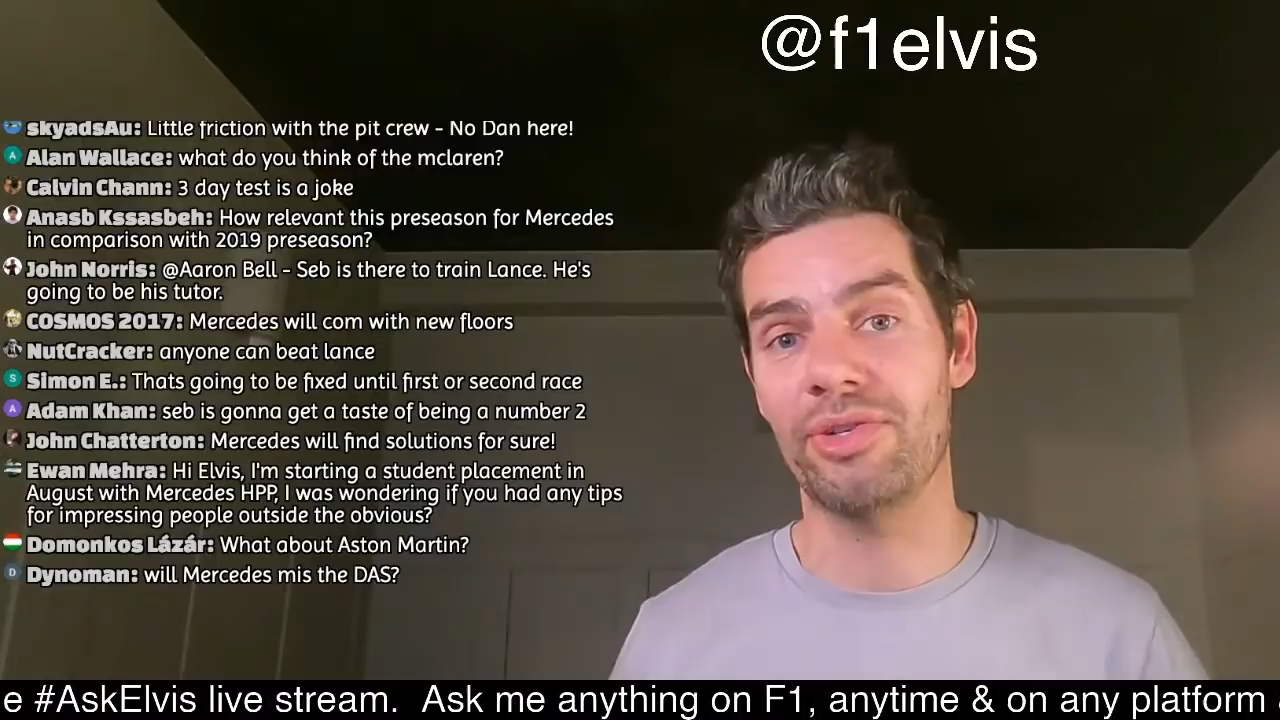 @f1elvis
skyadsAu: Little friction with the pit crew - No Dan here!
A Alan Wallace: what do you think of the mclaren?
Calvin Chann: 3 day test is a joke
Anasb Kssasbeh: How relevant this preseason for Mercedes
in comparison with 2019 preseason?
John Norris: @Aaron Bell - Seb is there to train Lance. He's
going to be his tutor.
COSMOS 2017: Mercedes will com with new floors
NutCracker: anyone can beat lance
S Simon E.: Thats going to be fixed until first or second race
A Adam Khan: seb is gonna get a taste of being a number 2
John Chatterton: Mercedes will find solutions for sure!
Ewan Mehra: Hi Elvis, I'm starting a student placement in
August with Mercedes HPP, I was wondering if you had any tips
for impressing people outside the obvious?
Domonkos Lázár: What about Aston Martin?
D Dynoman: will Mercedes mis the DAS?
e #AskElvis live stream. Ask me anything on F1, anytime & on any platform